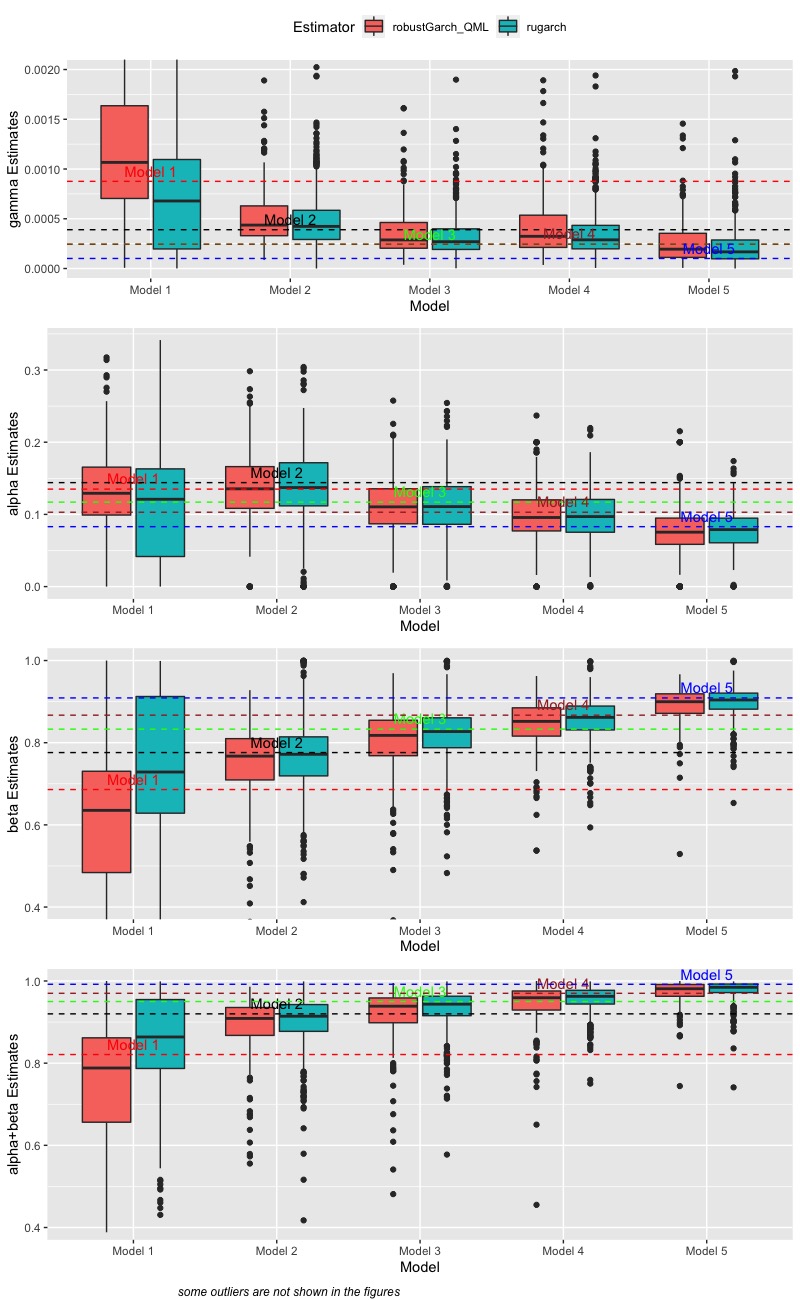 Estimator robustGarch_QML rugarch
gamma Estimates
0.0020
0.0015
0.0010
0.0005
0.0000
Model 1
Model 2
Model 3
Model 4
Model 5
Model 1 Model 2 Model 3 Model 4 Model 5
Model
alpha Estimates
0.3
0.2
0.1
0.0
Model 1
Model 2
Model 3
Model 4
Model 5
Model 1 Model 2 Model 3 Model 4 Model 5
Model
beta Estimates
1.0
0.8
0.6
0.4
Model 1
Model 2
Model 3
Model 4
Model 5
Model 1 Model 2 Model 3 Model 4 Model 5
Model
alpha+beta Estimates
1.0
0.8
0.6
0.4
Model 1
Model 2
Model 3
Model 4
Model 5
Model 1 Model 2 Model 3 Model 4 Model 5
Model
some outliers are not shown in the figures